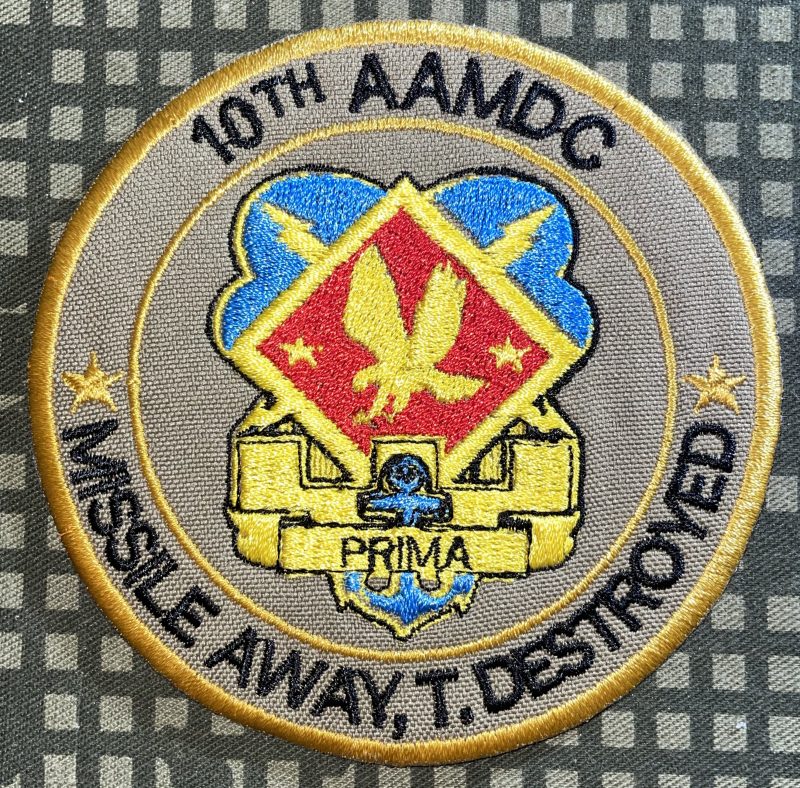 10TH AAMDC
PRIMA
MISSILE AWAY, T. DESTROYED